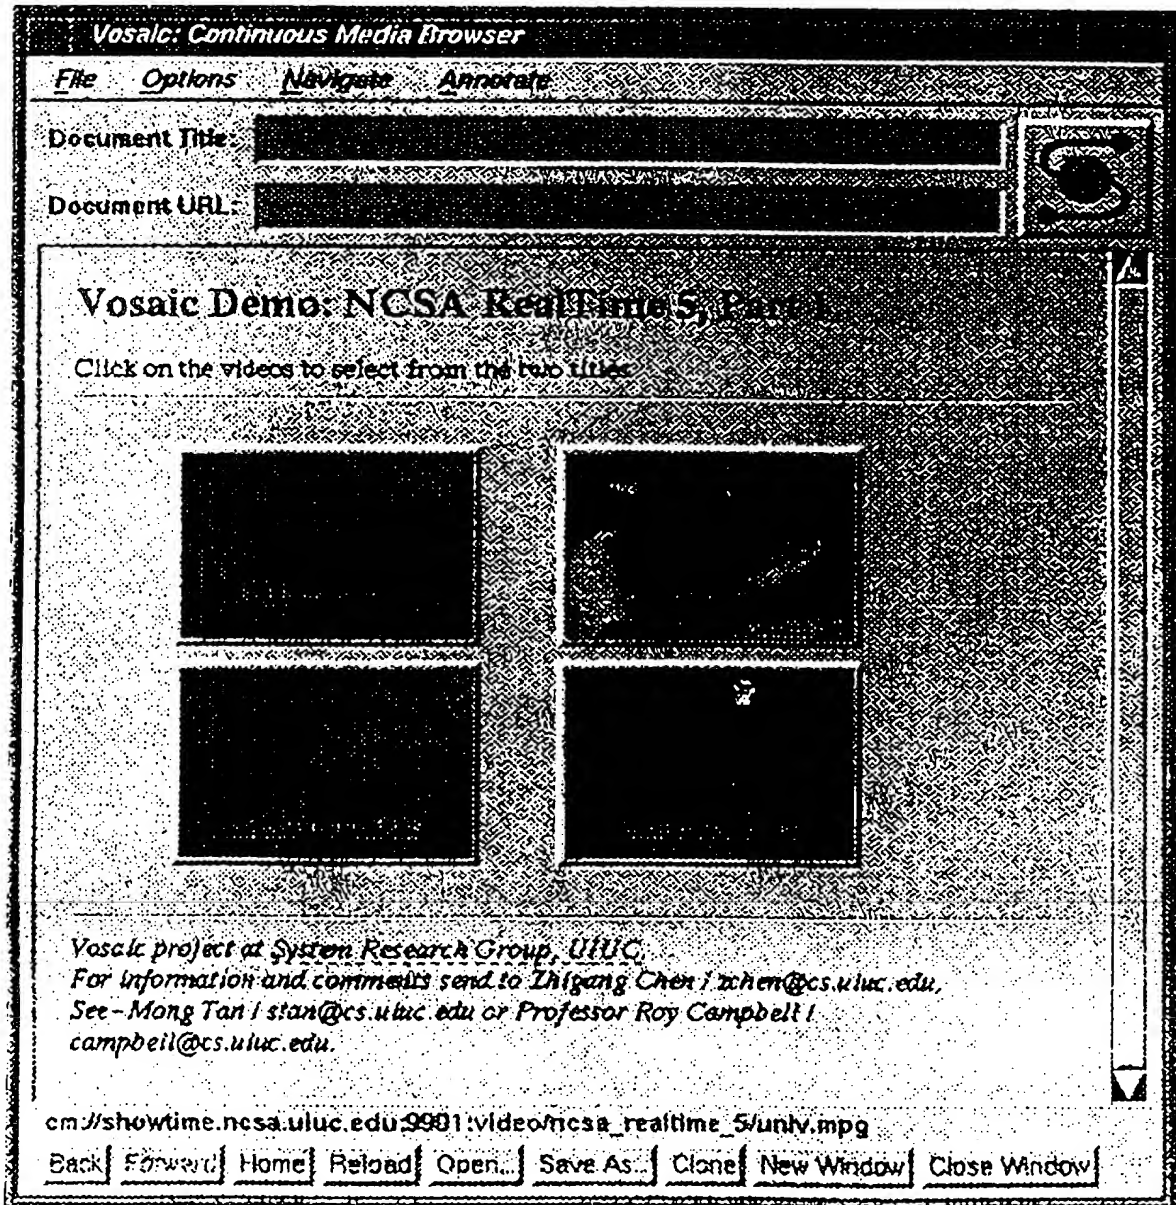 Vosaic: Continuous Media Browser
File Options Navigate Annotate
Document Title:
Document URL:
Vosaic Demo: NCSA RealTime 5, Part 1
Click on the videos to select from the two titles
Vosaic project at System Research Group, UIUC.
For information and comments send to Zhigang Chen / zchen@cs.uiuc.edu,
See-Mong Tan / stan@cs.uiuc.edu or Professor Roy Campbell /
campbell@cs.uiuc.edu.
cm://showtime.ncsa.uiuc.edu:9901:video/ncsa_realtime_5/univ.mpg
Back Forward Home Reload Open... Save As... Clone New Window Close Window